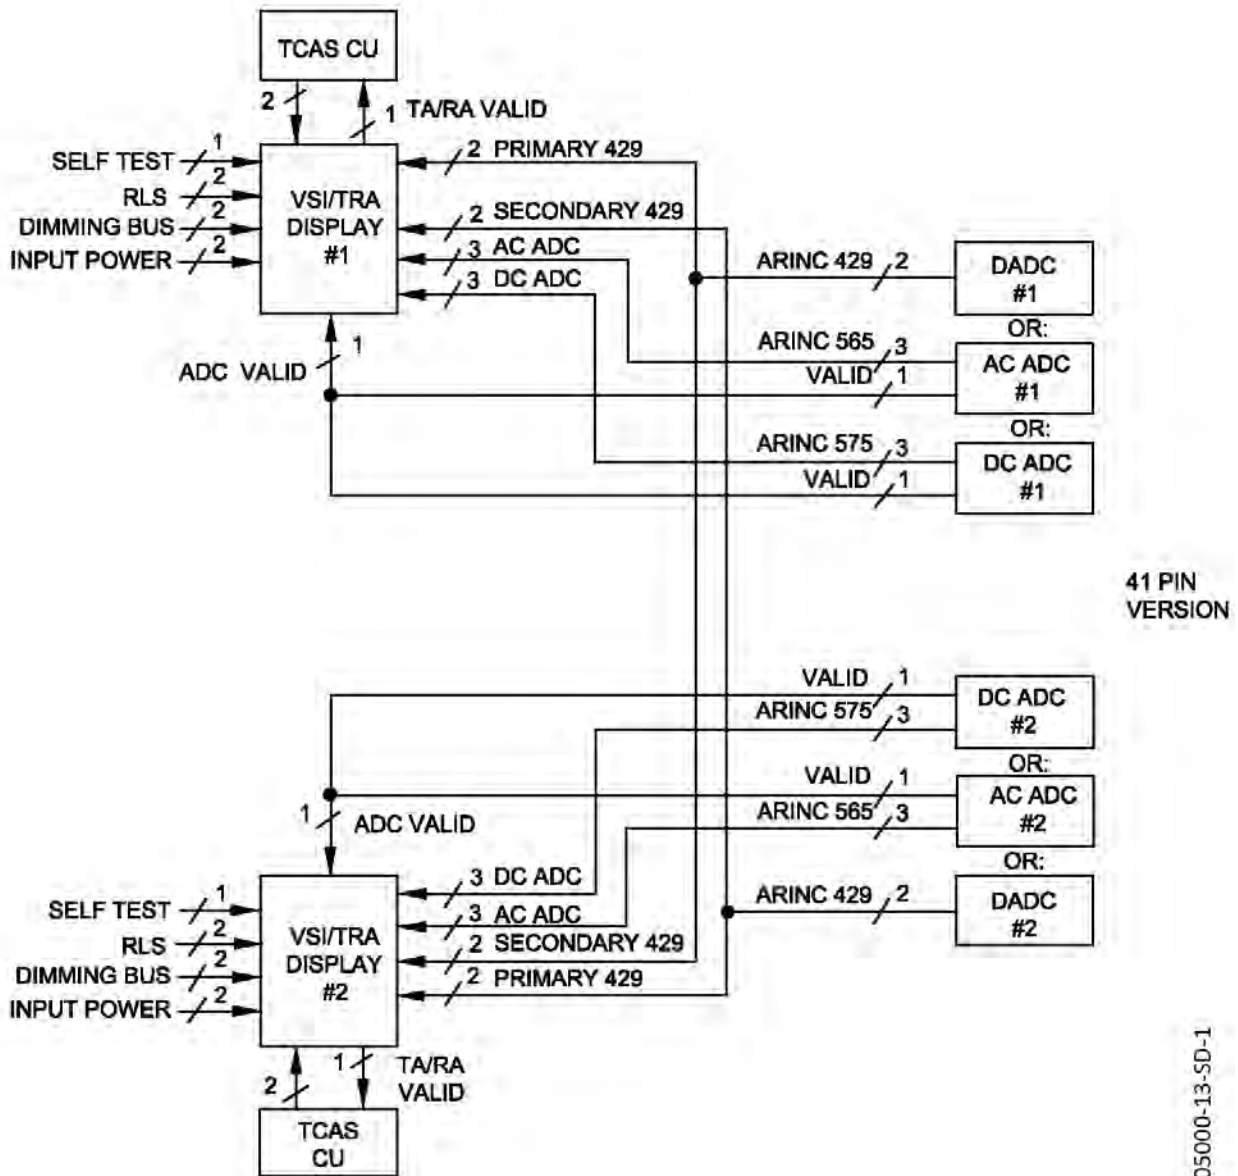 TCAS CU
2
1 TA/RA VALID
SELF TEST 1
RLS 2
DIMMING BUS 2
INPUT POWER 2
VSI/TRA
DISPLAY
#1
2 PRIMARY 429
2 SECONDARY 429
3 AC ADC
3 DC ADC
1
ADC VALID
ARINC 429 2
DADC
#1
OR:
ARINC 565 3
VALID 1
AC ADC
#1
OR:
ARINC 575 3
VALID 1
DC ADC
#1
41 PIN
VERSION
VALID 1
ARINC 575 3
DC ADC
#2
OR:
VALID 1
ARINC 565 3
AC ADC
#2
OR:
ARINC 429 2
DADC
#2
1 ADC VALID
SELF TEST 1
RLS 2
DIMMING BUS 2
INPUT POWER 2
VSI/TRA
DISPLAY
#2
3 DC ADC
3 AC ADC
2 SECONDARY 429
2 PRIMARY 429
2
1 TA/RA
VALID
TCAS
CU
05000-13-SD-1